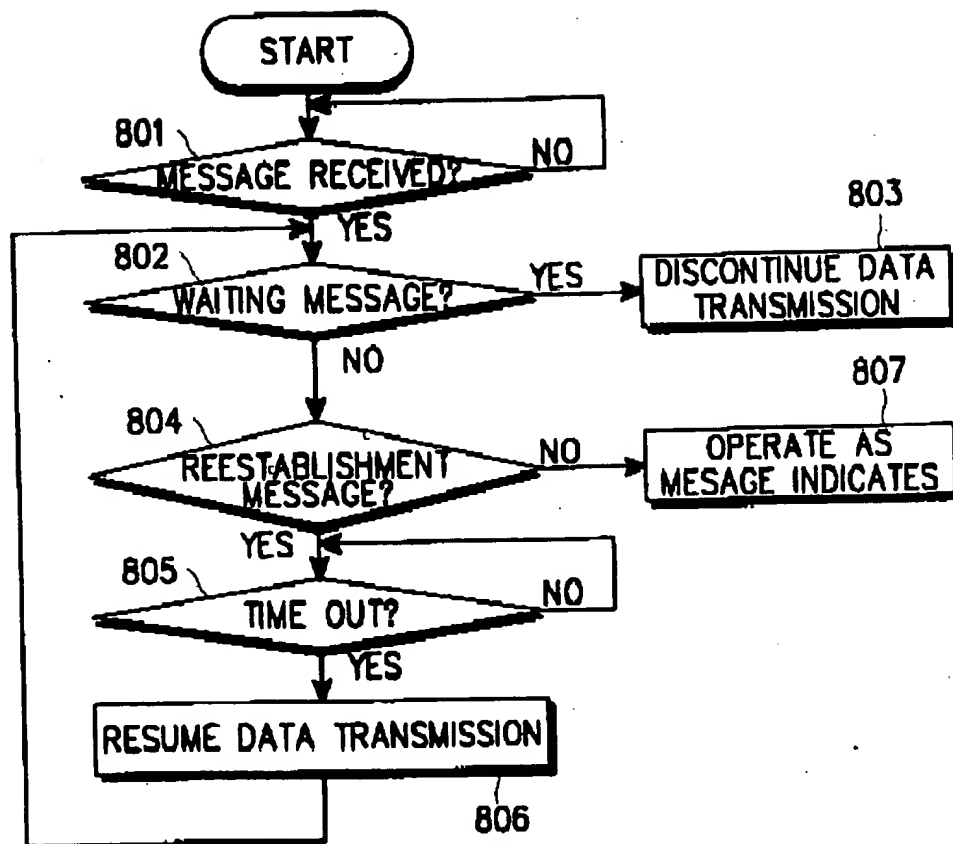 START
801
MESSAGE RECEIVED?
NO
YES
802
WAITING MESSAGE?
YES
803
DISCONTINUE DATA
TRANSMISSION
NO
804
REESTABLISHMENT
MESSAGE?
NO
807
OPERATE AS
MESAGE INDICATES
YES
805
TIME OUT?
NO
YES
RESUME DATA TRANSMISSION
806